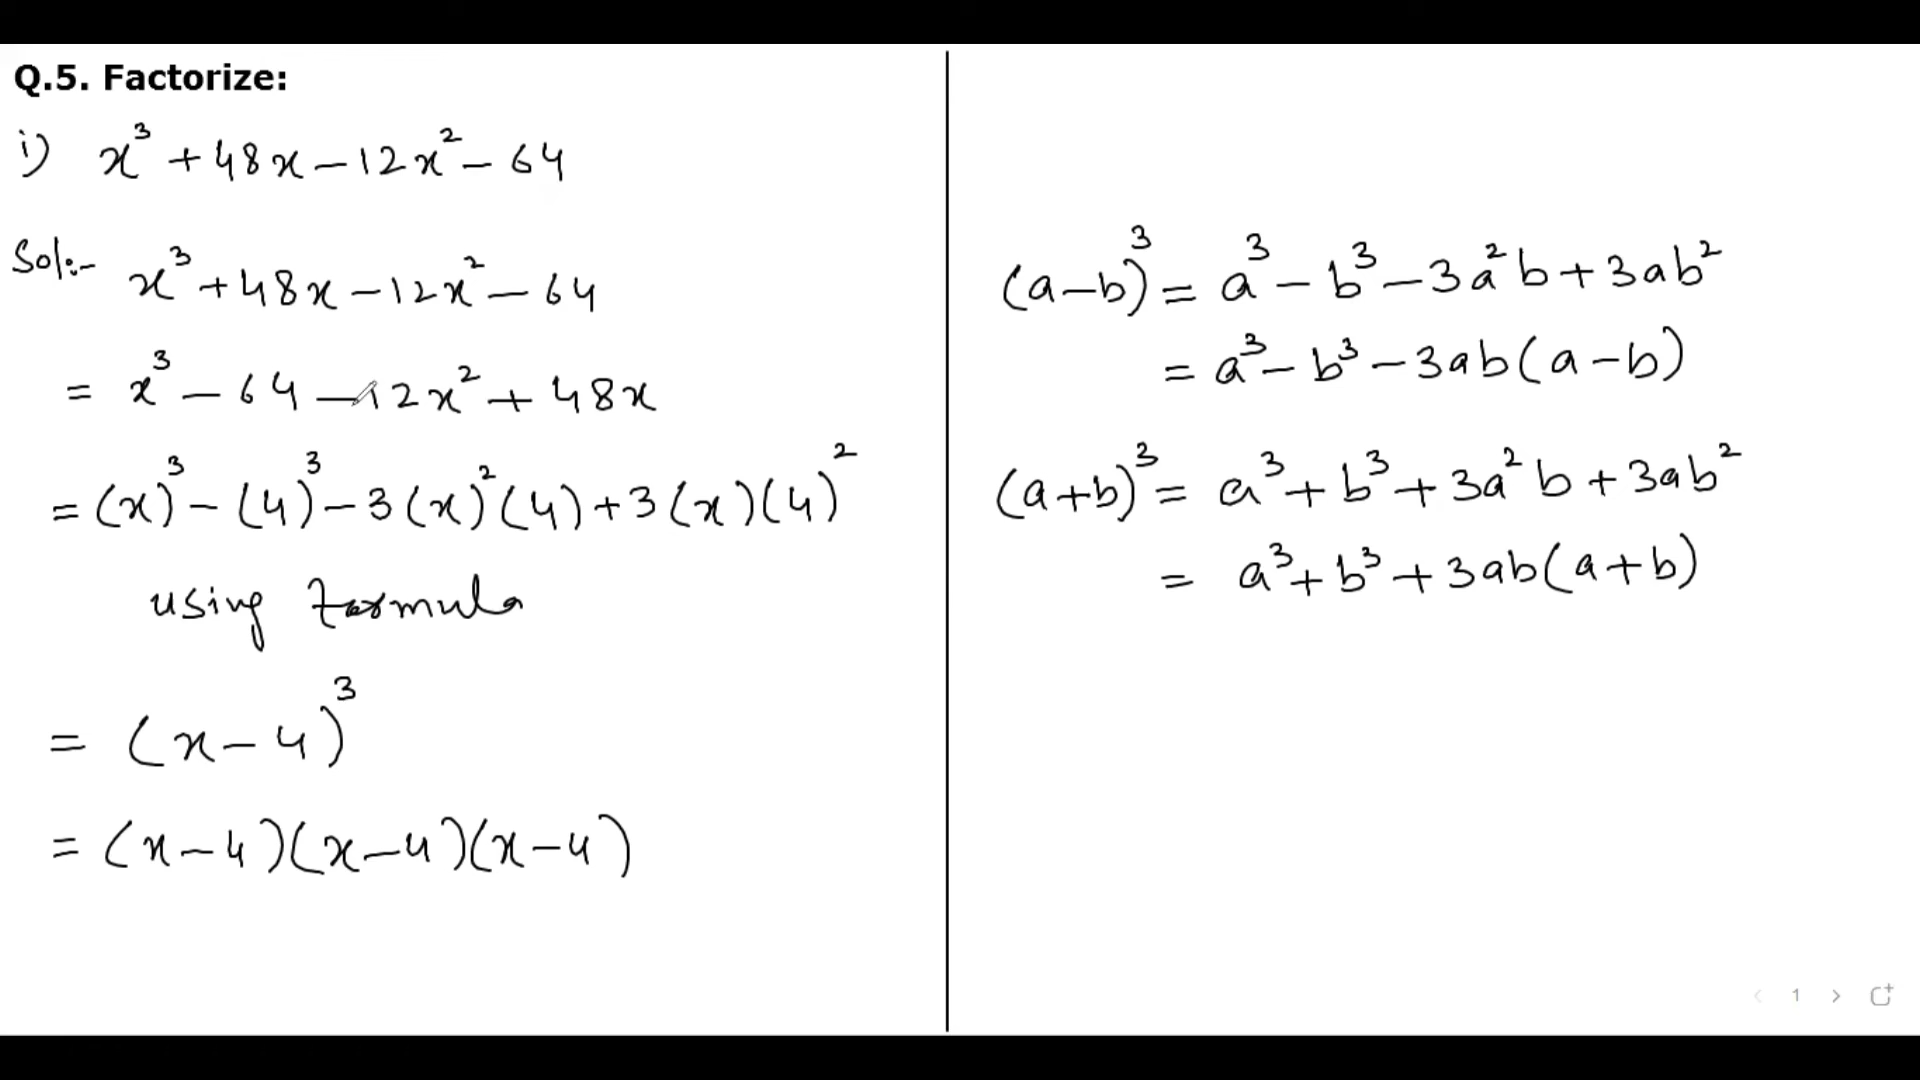 Q.5. Factorize:
i) x³ + 48x − 12x² − 64
Sol:- x³ + 48x − 12x² − 64
= x³ − 64 − 12x² + 48x
= (x)³ − (4)³ − 3(x)²(4) + 3(x)(4)²
using formula
= (x − 4)³
= (x − 4)(x − 4)(x − 4)
(a − b)³ = a³ − b³ − 3a²b + 3ab²
= a³ − b³ − 3ab(a − b)
(a + b)³ = a³ + b³ + 3a²b + 3ab²
= a³ + b³ + 3ab(a + b)
1